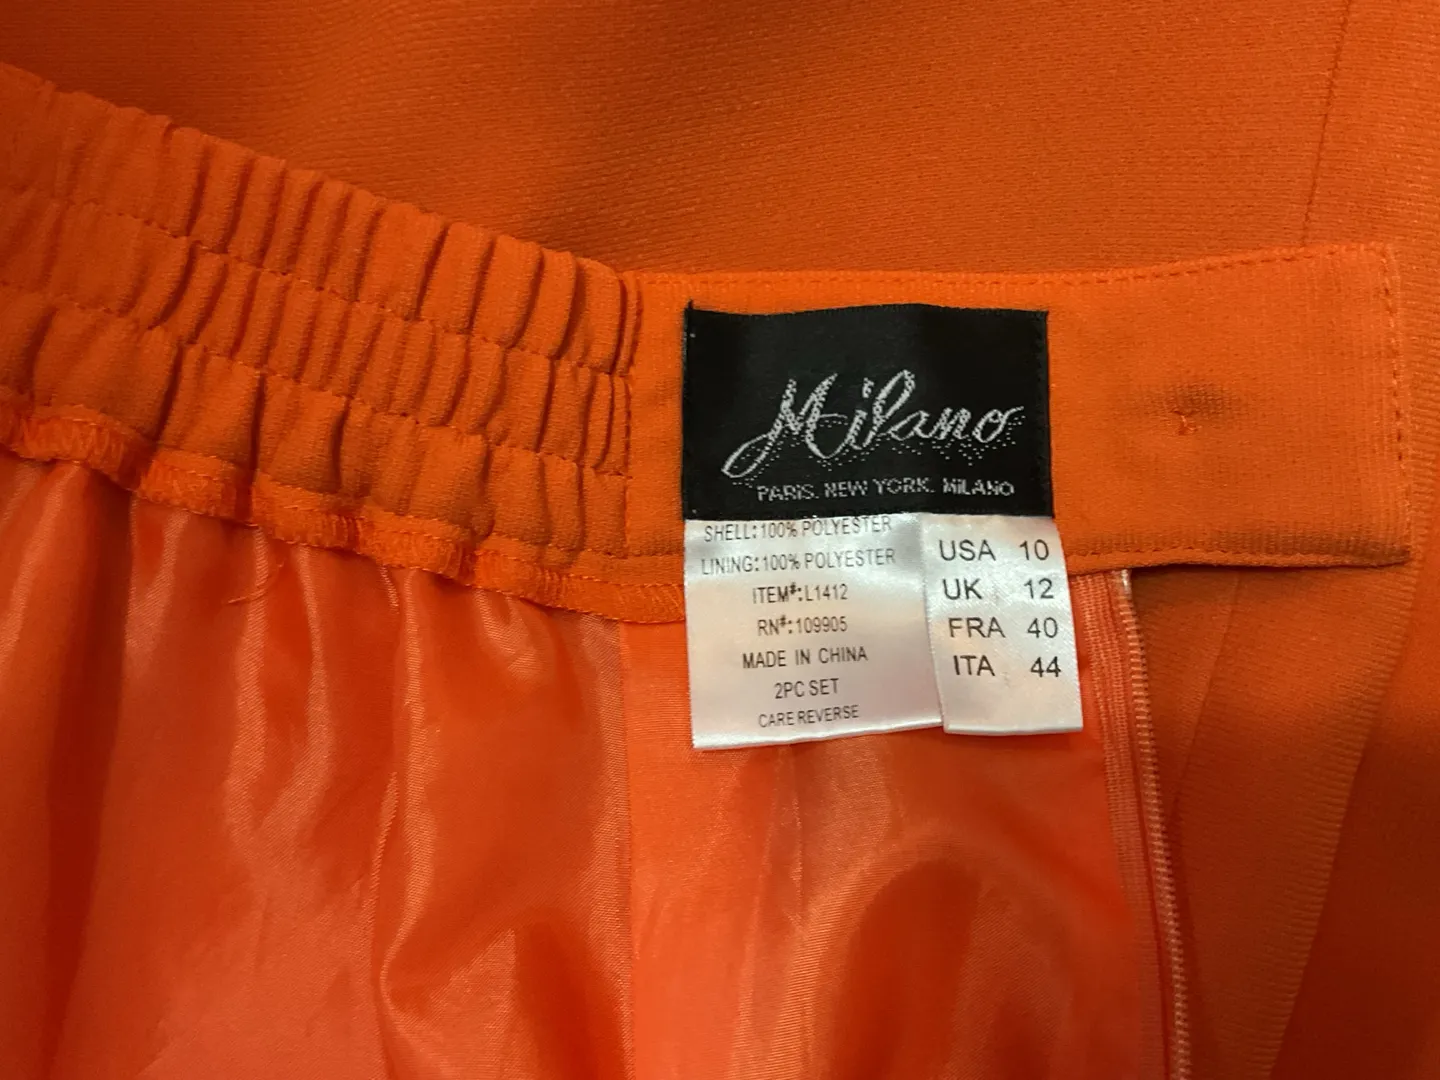 Milano
PARIS. NEW YORK. MILANO
SHELL:100% POLYESTER
LINING:100% POLYESTER
ITEM#:L1412
RN#:109905
MADE IN CHINA
2PC SET
CARE REVERSE
USA 10
UK 12
FRA 40
ITA 44